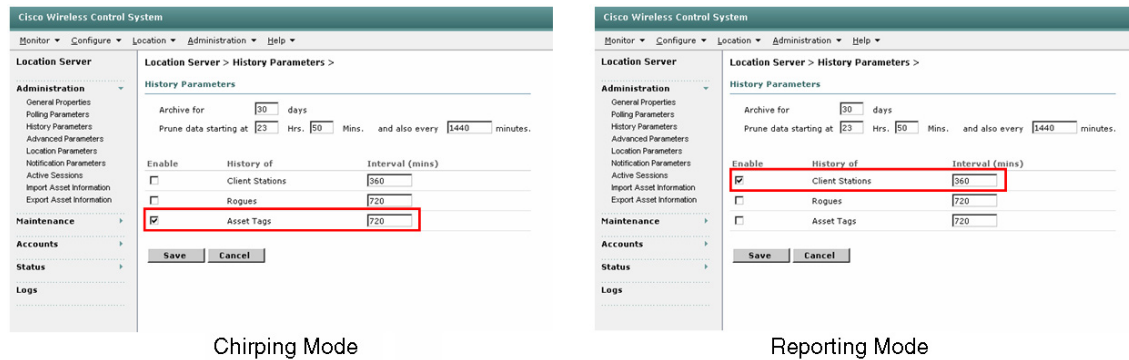 Cisco Wireless Control System
Monitor Configure Location Administration Help
Location Server
Administration
General Properties
Polling Parameters
History Parameters
Advanced Parameters
Location Parameters
Notification Parameters
Active Sessions
Import Asset Information
Export Asset Information
Maintenance
Accounts
Status
Logs
Location Server > History Parameters >
History Parameters
Archive for 30 days
Prune data starting at 23 Hrs. 50 Mins. and also every 1440 minutes.
Enable History of Interval (mins)
Client Stations 360
Rogues 720
Asset Tags 720
Save Cancel
Chirping Mode
Cisco Wireless Control System
Monitor Configure Location Administration Help
Location Server
Administration
General Properties
Polling Parameters
History Parameters
Advanced Parameters
Location Parameters
Notification Parameters
Active Sessions
Import Asset Information
Export Asset Information
Maintenance
Accounts
Status
Logs
Location Server > History Parameters >
History Parameters
Archive for 30 days
Prune data starting at 23 Hrs. 50 Mins. and also every 1440 minutes.
Enable History of Interval (mins)
Client Stations 360
Rogues 720
Asset Tags 720
Save Cancel
Reporting Mode